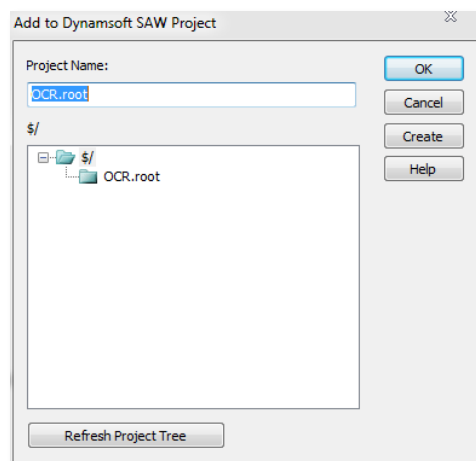 Add to Dynamsoft SAW Project
Project Name:
OCR.root
$/
$/
OCR.root
Refresh Project Tree
OK
Cancel
Create
Help